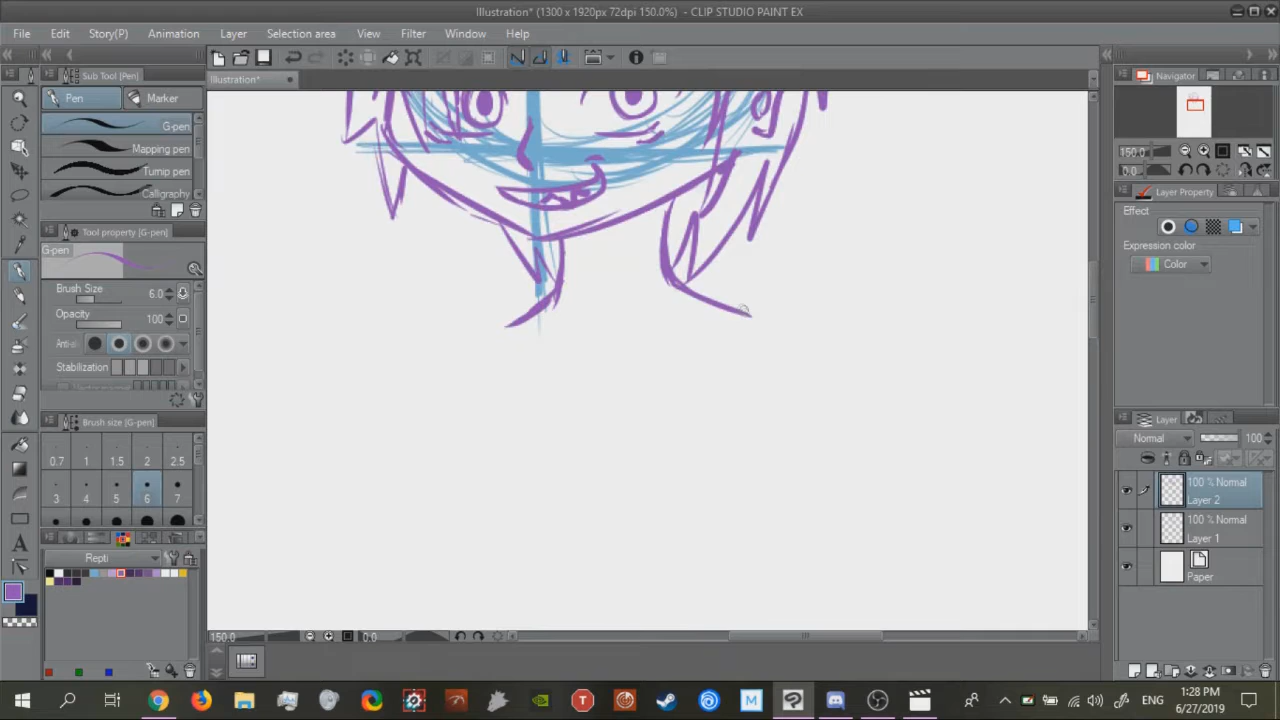 Illustration* (1300 x 1920px 72dpi 150.0%) - CLIP STUDIO PAINT EX
File Edit Story(P) Animation Layer Selection area View Filter Window Help
Sub Tool [Pen]
Illustration*
Navigator
Pen Marker
G-pen
Mapping pen
Turnip pen
Calligraphy
150.0
0.0
Layer Property
Effect
Tool property [G-pen]
Expression color
G-pen
Color
Brush Size 6.0
Opacity 100
Anti-al
Stabilization
Brush size [G-pen]
Layer
Normal 100
0.7 1 1.5 2 2.5
3 4 5 6 7
100 % Normal
Layer 2
100 % Normal
Layer 1
Paper
Repti
150.0 0.0
T M ENG
1:28 PM
6/27/2019